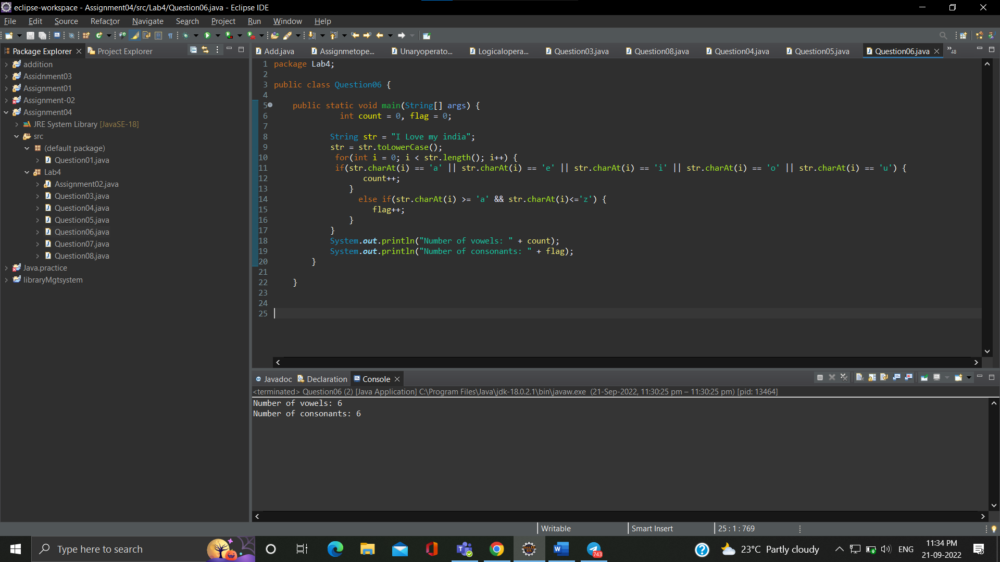 eclipse-workspace - Assignment04/src/Lab4/Question06.java - Eclipse IDE
File Edit Source Refactor Navigate Search Project Run Window Help
Package Explorer Project Explorer
addition
Assidnment03
Assignment01
Assignment-02
Assignment04
JRE System Library [JavaSE-18]
src
(default package)
Question01.java
Lab4
Assignment02.java
Question03.java
Question04.java
Question05.java
Question06.java
Question07.java
Question08.java
Java.practice
libraryMgtsystem
Add.java Assignmetope... Unaryoperato... Logicalopera... Question03.java Question08.java Question04.java Question05.java Question06.java »48
1 package Lab4;
2
3 public class Question06 {
4
5 public static void main(String[] args) {
6 int count = 0, flag = 0;
7
8 String str = "I Love my india";
9 str = str.toLowerCase();
10 for(int i = 0; i < str.length(); i++) {
11 if(str.charAt(i) == 'a' || str.charAt(i) == 'e' || str.charAt(i) == 'i' || str.charAt(i) == 'o' || str.charAt(i) == 'u') {
12 count++;
13 }
14 else if(str.charAt(i) >= 'a' && str.charAt(i)<='z') {
15 flag++;
16 }
17 }
18 System.out.println("Number of vowels: " + count);
19 System.out.println("Number of consonants: " + flag);
20 }
21
22 }
23
24
25
@ Javadoc Declaration Console
<terminated> Question06 (2) [Java Application] C:\Program Files\Java\jdk-18.0.2.1\bin\javaw.exe (21-Sep-2022, 11:30:25 pm – 11:30:25 pm) [pid: 13464]
Number of vowels: 6
Number of consonants: 6
Writable Smart Insert 25 : 1 : 769
Type here to search
743
23°C Partly cloudy
ENG
11:34 PM
21-09-2022